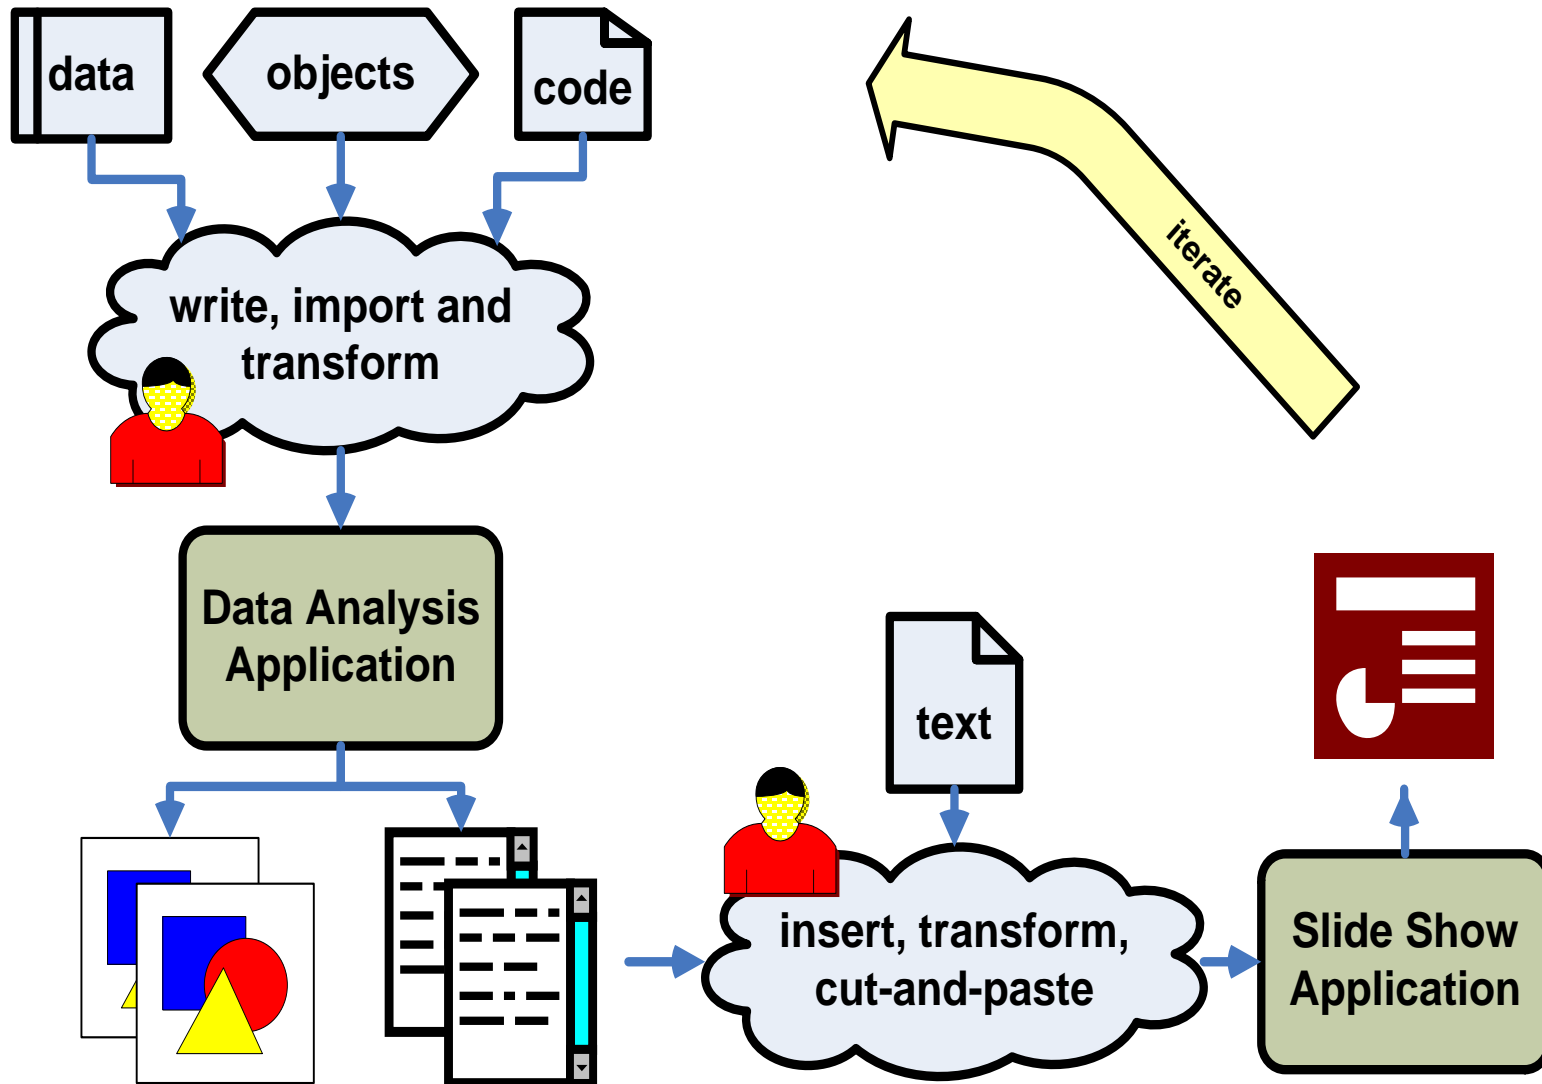 data
objects
code
iterate
write, import and
transform
Data Analysis
Application
text
insert, transform,
cut-and-paste
Slide Show
Application